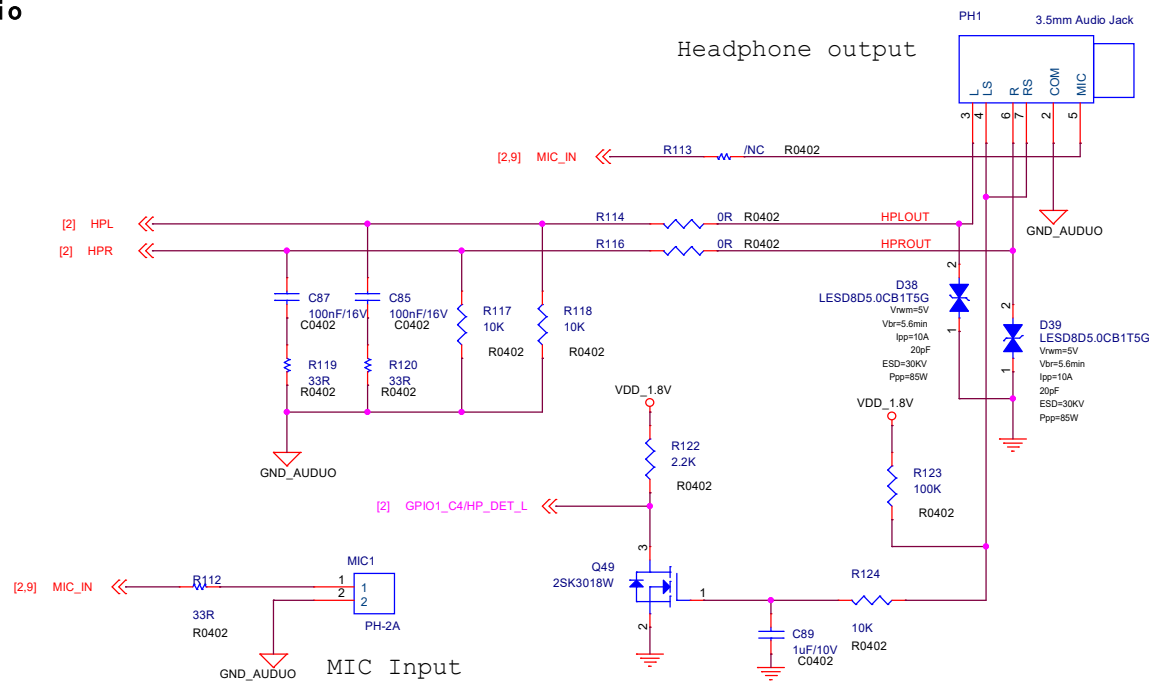 io
PH1
3.5mm Audio Jack
Headphone output
L
LS
R
RS
COM
MIC
3
4
6
7
2
5
[2,9] MIC_IN
R113 /NC R0402
[2] HPL
R114 0R R0402
HPLOUT
GND_AUDUO
[2] HPR
R116 0R R0402
HPROUT
C87
100nF/16V
C0402
C85
100nF/16V
C0402
R117
10K
R0402
R118
10K
R0402
R119
33R
R0402
R120
33R
R0402
GND_AUDUO
2
D38
LESD8D5.0CB1T5G
Vrwm=5V
Vbr=5.6min
Ipp=10A
20pF
ESD=30KV
Ppp=85W
1
2
D39
LESD8D5.0CB1T5G
Vrwm=5V
Vbr=5.6min
Ipp=10A
20pF
ESD=30KV
Ppp=85W
1
VDD_1.8V
R122
2.2K
R0402
VDD_1.8V
R123
100K
R0402
[2] GPIO1_C4/HP_DET_L
3
Q49
2SK3018W
1
2
R124
10K
R0402
C89
1uF/10V
C0402
[2,9] MIC_IN
R112
33R
R0402
MIC1
1 1
2 2
PH-2A
GND_AUDUO
MIC Input